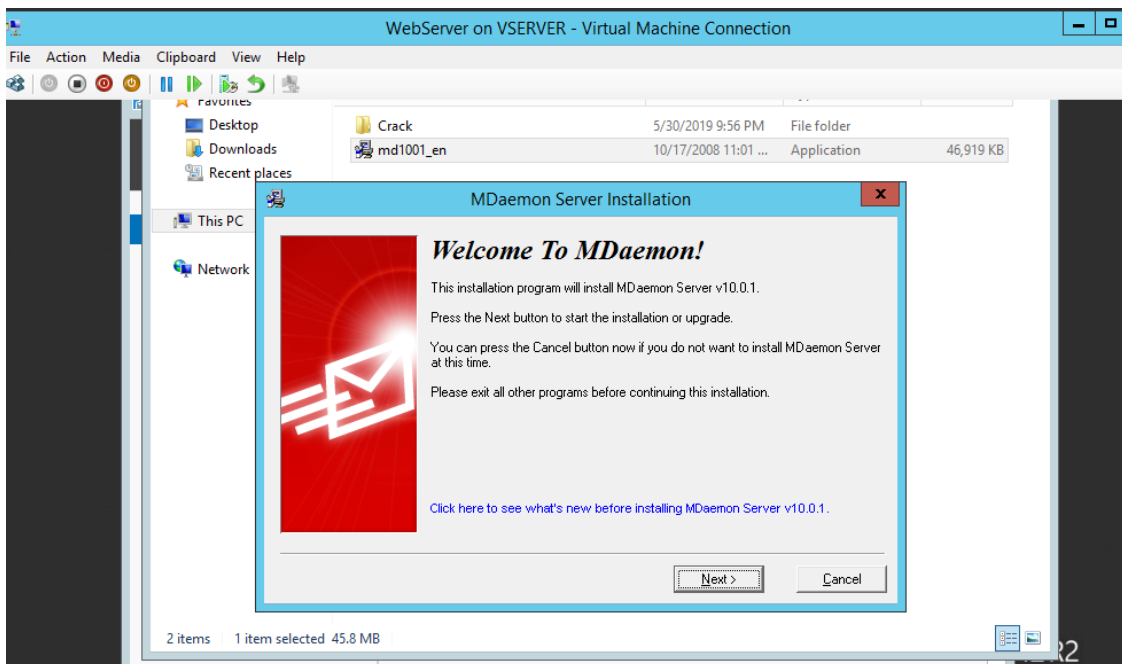 WebServer on VSERVER - Virtual Machine Connection
File Action Media Clipboard View Help
Favorites
Desktop
Downloads
Recent places
This PC
Network
Crack 5/30/2019 9:56 PM File folder
md1001_en 10/17/2008 11:01 ... Application 46,919 KB
MDaemon Server Installation
x
Welcome To MDaemon!
This installation program will install MDaemon Server v10.0.1.
Press the Next button to start the installation or upgrade.
You can press the Cancel button now if you do not want to install MDaemon Server
at this time.
Please exit all other programs before continuing this installation.
Click here to see what's new before installing MDaemon Server v10.0.1.
Next >
Cancel
2 items 1 item selected 45.8 MB
R2